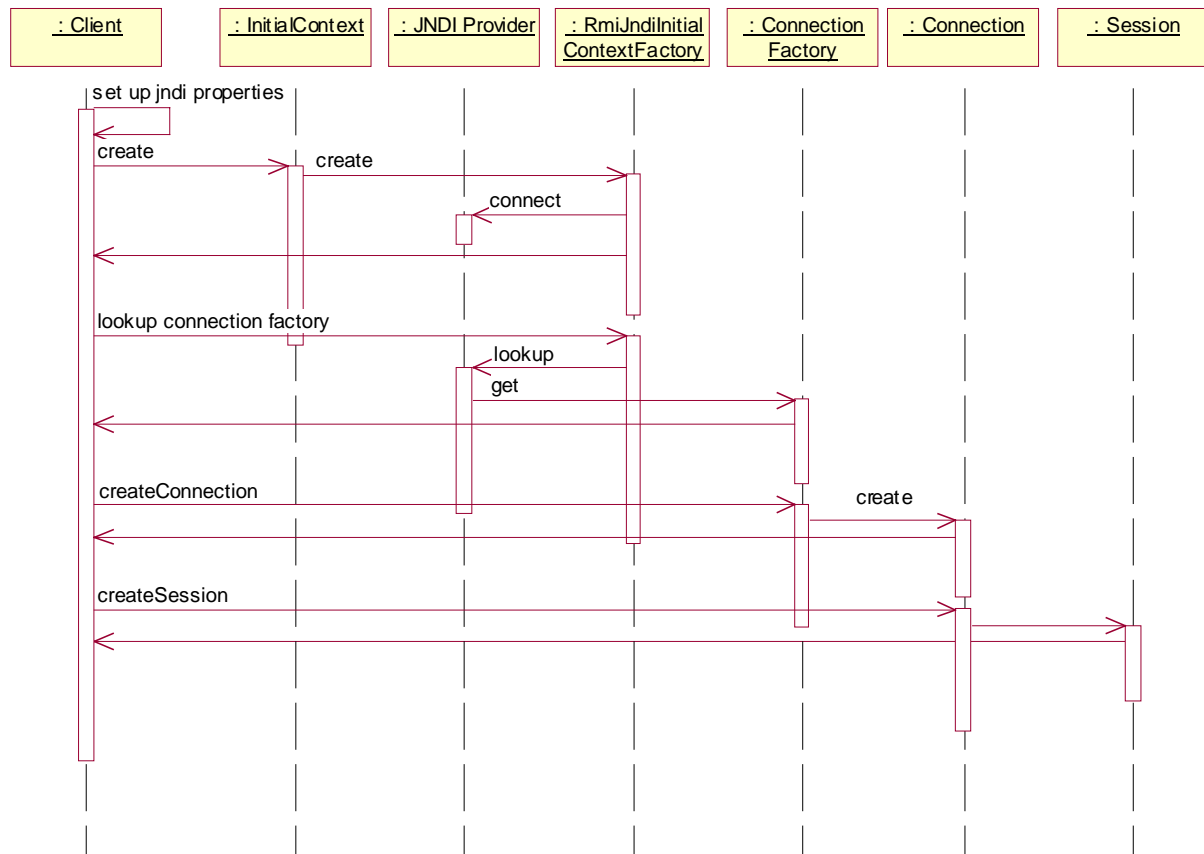 : Client
: InitialContext
: JNDI Provider
: RmiJndiInitial
ContextFactory
: Connection
Factory
: Connection
: Session
set up jndi properties
create
create
connect
lookup connection factory
lookup
get
createConnection
create
createSession